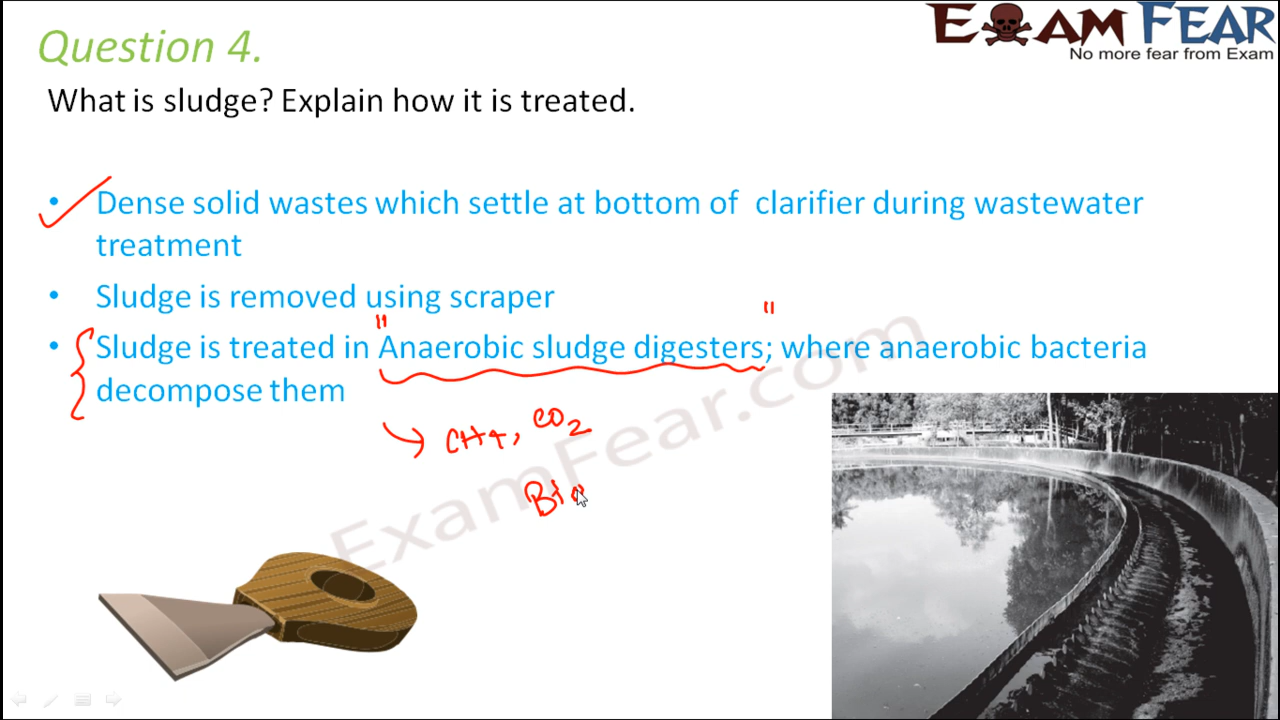 EXAM FEAR
No more fear from Exam
Question 4.
What is sludge? Explain how it is treated.
• Dense solid wastes which settle at bottom of clarifier during wastewater
treatment
• Sludge is removed using scraper
• Sludge is treated in "Anaerobic sludge digesters;" where anaerobic bacteria
decompose them
CH4, CO2
Bio
ExamFear.com